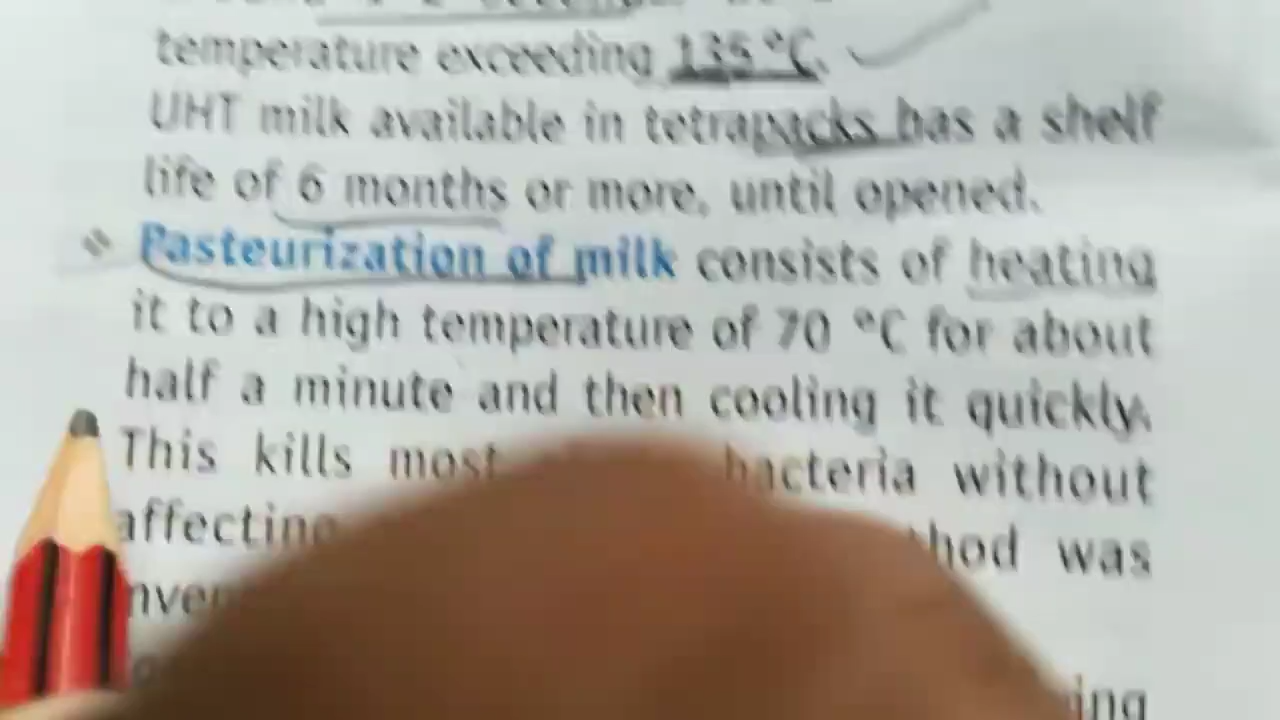 temperature exceeding 135 °C.
UHT milk available in tetrapacks has a shelf
life of 6 months or more, until opened.
Pasteurization of milk consists of heating
it to a high temperature of 70 °C for about
half a minute and then cooling it quickly.
This kills most bacteria without
affecting was